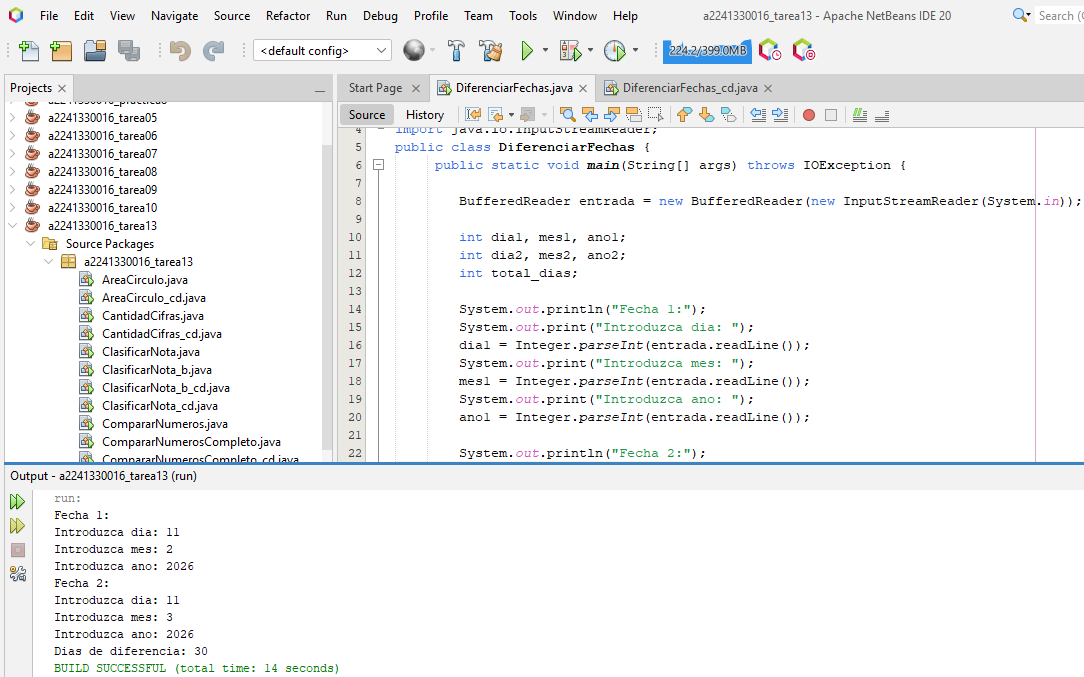 File Edit View Navigate Source Refactor Run Debug Profile Team Tools Window Help a2241330016_tarea13 - Apache NetBeans IDE 20 Search (
<default config> 224.2/399.0MB
Projects
a2241330016_tarea05
a2241330016_tarea06
a2241330016_tarea07
a2241330016_tarea08
a2241330016_tarea09
a2241330016_tarea10
a2241330016_tarea13
Source Packages
a2241330016_tarea13
AreaCirculo.java
AreaCirculo_cd.java
CantidadCifras.java
CantidadCifras_cd.java
ClasificarNota.java
ClasificarNota_b.java
ClasificarNota_b_cd.java
ClasificarNota_cd.java
CompararNumeros.java
CompararNumerosCompleto.java
CompararNumerosCompleto_cd.java
Start Page DiferenciarFechas.java DiferenciarFechas_cd.java
Source History
4 import java.io.InputStreamReader;
5 public class DiferenciarFechas {
6 public static void main(String[] args) throws IOException {
7
8 BufferedReader entrada = new BufferedReader(new InputStreamReader(System.in));
9
10 int dia1, mes1, ano1;
11 int dia2, mes2, ano2;
12 int total_dias;
13
14 System.out.println("Fecha 1:");
15 System.out.print("Introduzca dia: ");
16 dia1 = Integer.parseInt(entrada.readLine());
17 System.out.print("Introduzca mes: ");
18 mes1 = Integer.parseInt(entrada.readLine());
19 System.out.print("Introduzca ano: ");
20 ano1 = Integer.parseInt(entrada.readLine());
21
22 System.out.println("Fecha 2:");
Output - a2241330016_tarea13 (run)
run:
Fecha 1:
Introduzca dia: 11
Introduzca mes: 2
Introduzca ano: 2026
Fecha 2:
Introduzca dia: 11
Introduzca mes: 3
Introduzca ano: 2026
Dias de diferencia: 30
BUILD SUCCESSFUL (total time: 14 seconds)